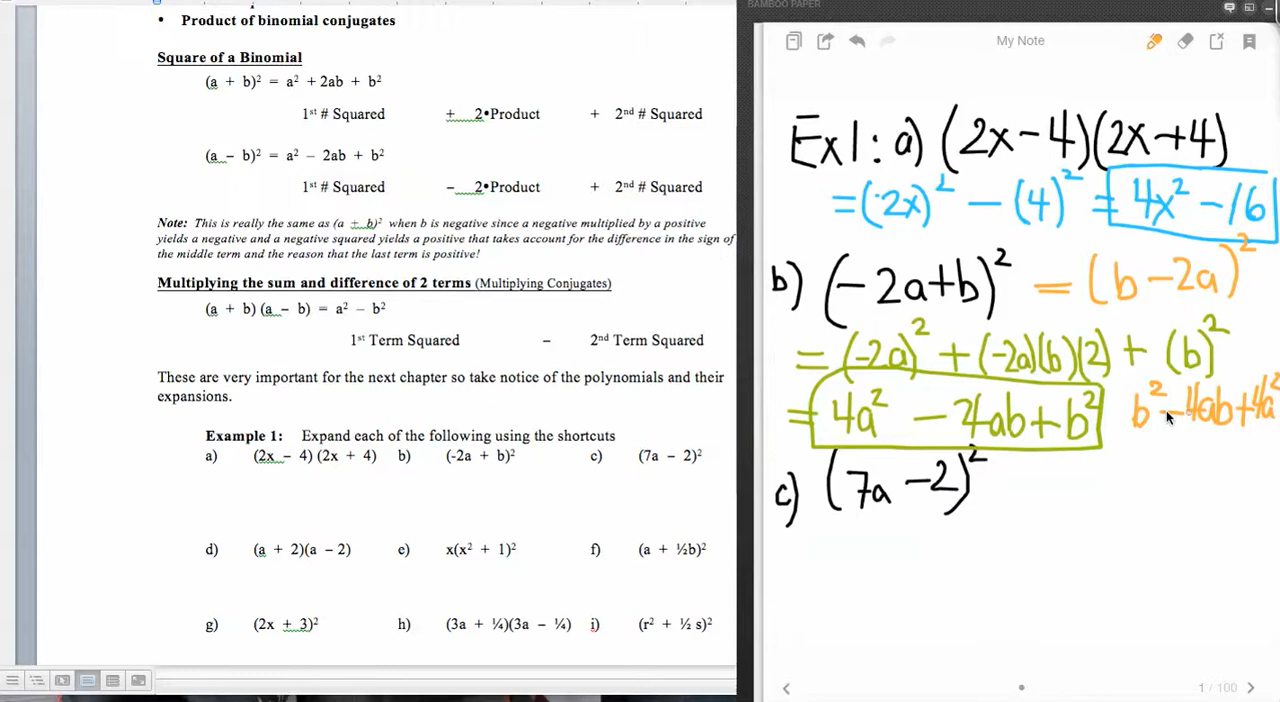 • Product of binomial conjugates
Square of a Binomial
(a + b)² = a² + 2ab + b²
1st # Squared + 2•Product + 2nd # Squared
(a – b)² = a² – 2ab + b²
1st # Squared – 2•Product + 2nd # Squared
Note: This is really the same as (a + b)² when b is negative since a negative multiplied by a positive
yields a negative and a negative squared yields a positive that takes account for the difference in the sign of
the middle term and the reason that the last term is positive!
Multiplying the sum and difference of 2 terms (Multiplying Conjugates)
(a + b) (a – b) = a² – b²
1st Term Squared – 2nd Term Squared
These are very important for the next chapter so take notice of the polynomials and their
expansions.
Example 1: Expand each of the following using the shortcuts
a) (2x – 4) (2x + 4) b) (-2a + b)² c) (7a – 2)²
d) (a + 2)(a – 2) e) x(x² + 1)² f) (a + ½b)²
g) (2x + 3)² h) (3a + ¼)(3a – ¼) i) (r² + ½ s)²
BAMBOO PAPER
My Note
Ex1: a) (2x-4)(2x+4)
= (2x)² - (4)² = 4x² - 16
b) (-2a+b)² = (b-2a)²
= (-2a)² + (-2a)(b)(2) + (b)²
= 4a² - 4ab + b² b² - 4ab + 4a²
c) (7a - 2)²
1 / 100